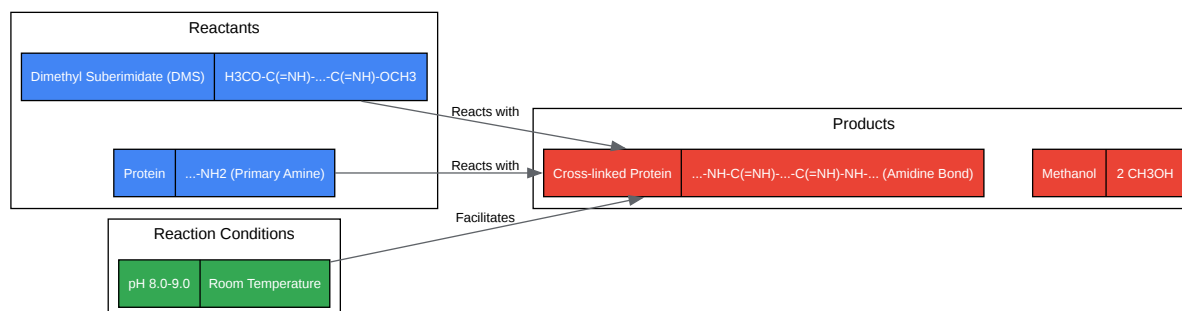 Reactants
Dimethyl Suberimidate (DMS) H3CO-C(=NH)-...-C(=NH)-OCH3
Protein ...-NH2 (Primary Amine)
Reacts with
Reacts with
Facilitates
Products
Cross-linked Protein ...-NH-C(=NH)-...-C(=NH)-NH-... (Amidine Bond)
Methanol 2 CH3OH
Reaction Conditions
pH 8.0-9.0 Room Temperature